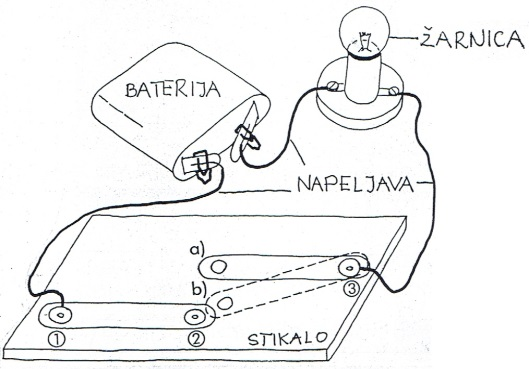 ŽARNICA
BATERIJA
NAPELJAVA
a)
b)
③
① ②
STIKALO